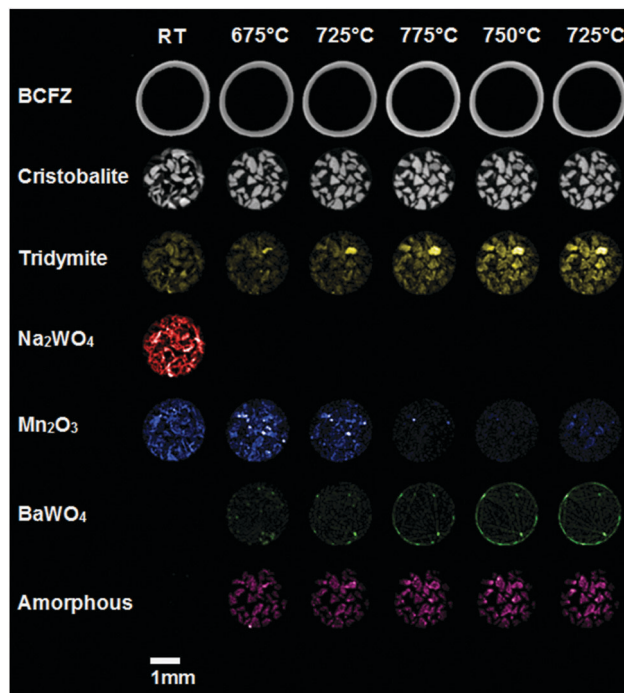 RT 675°C 725°C 775°C 750°C 725°C
BCFZ
Cristobalite
Tridymite
Na₂WO₄
Mn₂O₃
BaWO₄
Amorphous
1mm